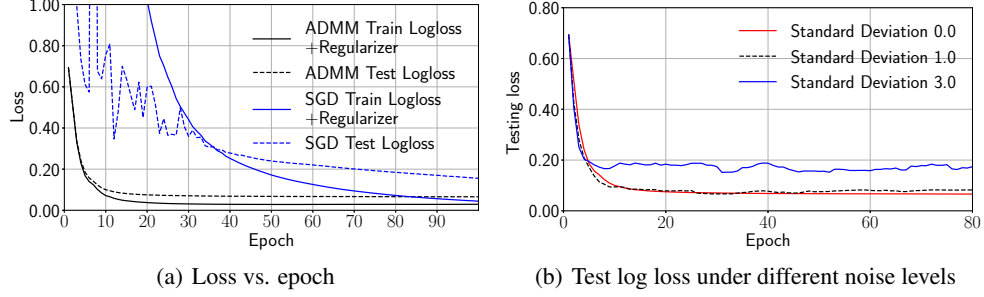 1.00
0.80
0.60
0.40
0.20
0.00
Loss
0 10 20 30 40 50 60 70 80 90
Epoch
ADMM Train Logloss
+Regularizer
ADMM Test Logloss
SGD Train Logloss
+Regularizer
SGD Test Logloss
(a) Loss vs. epoch
0.80
0.60
0.40
0.20
0.00
Testing loss
0 20 40 60 80
Epoch
Standard Deviation 0.0
Standard Deviation 1.0
Standard Deviation 3.0
(b) Test log loss under different noise levels